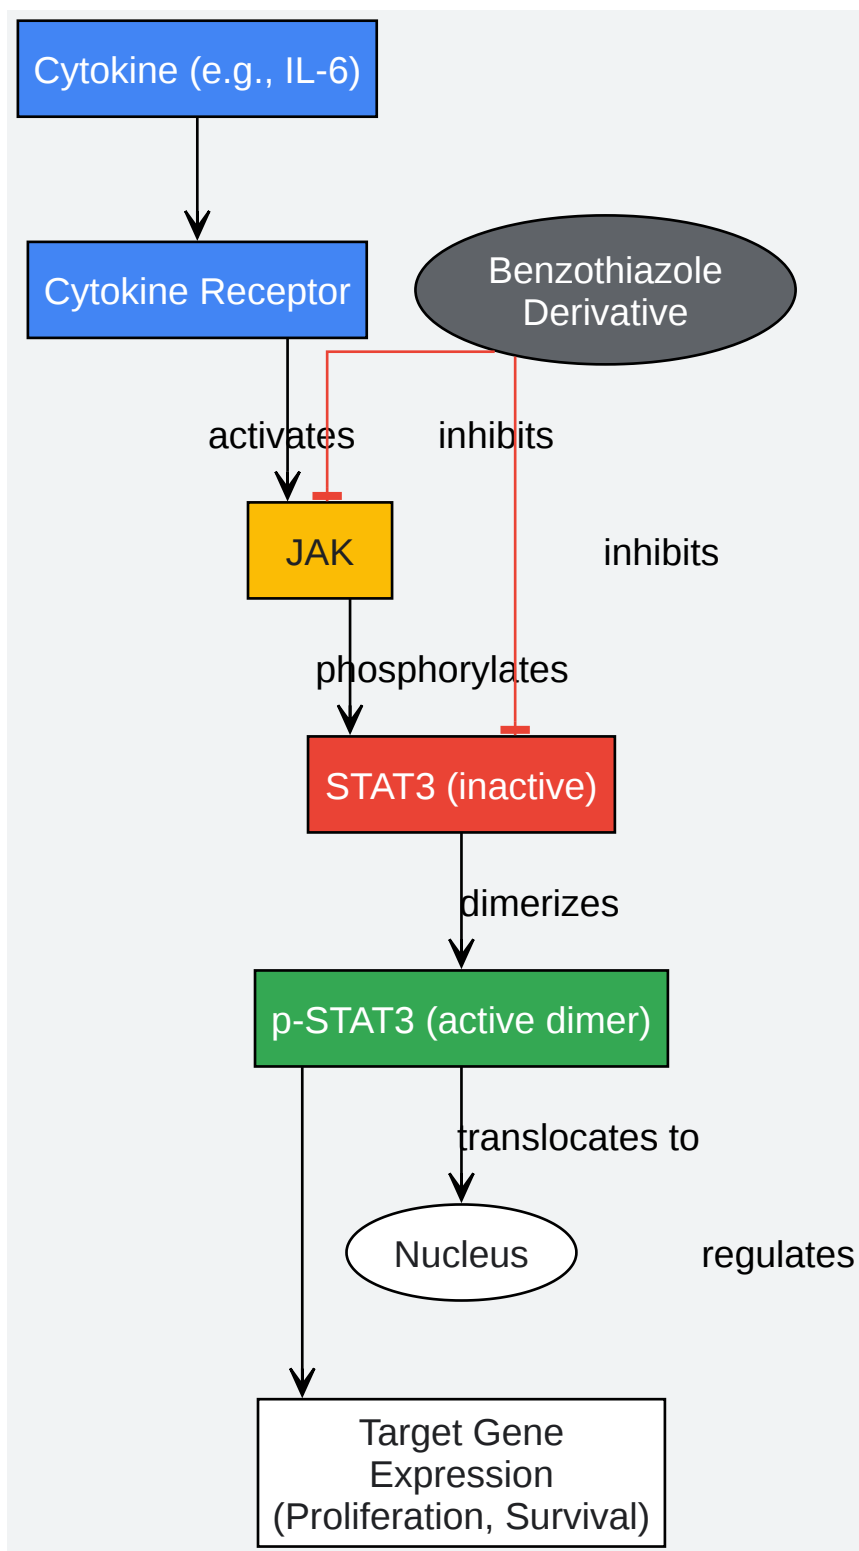 Cytokine (e.g., IL-6)
Cytokine Receptor
Benzothiazole
Derivative
activates
inhibits
JAK
inhibits
phosphorylates
STAT3 (inactive)
dimerizes
p-STAT3 (active dimer)
translocates to
Nucleus
regulates
Target Gene
Expression
(Proliferation, Survival)